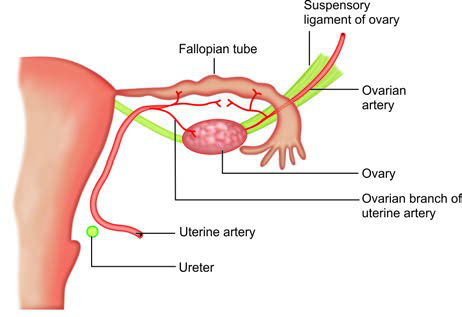 Suspensory
ligament of ovary
Fallopian tube
Ovarian
artery
Ovary
Ovarian branch of
uterine artery
Uterine artery
Ureter